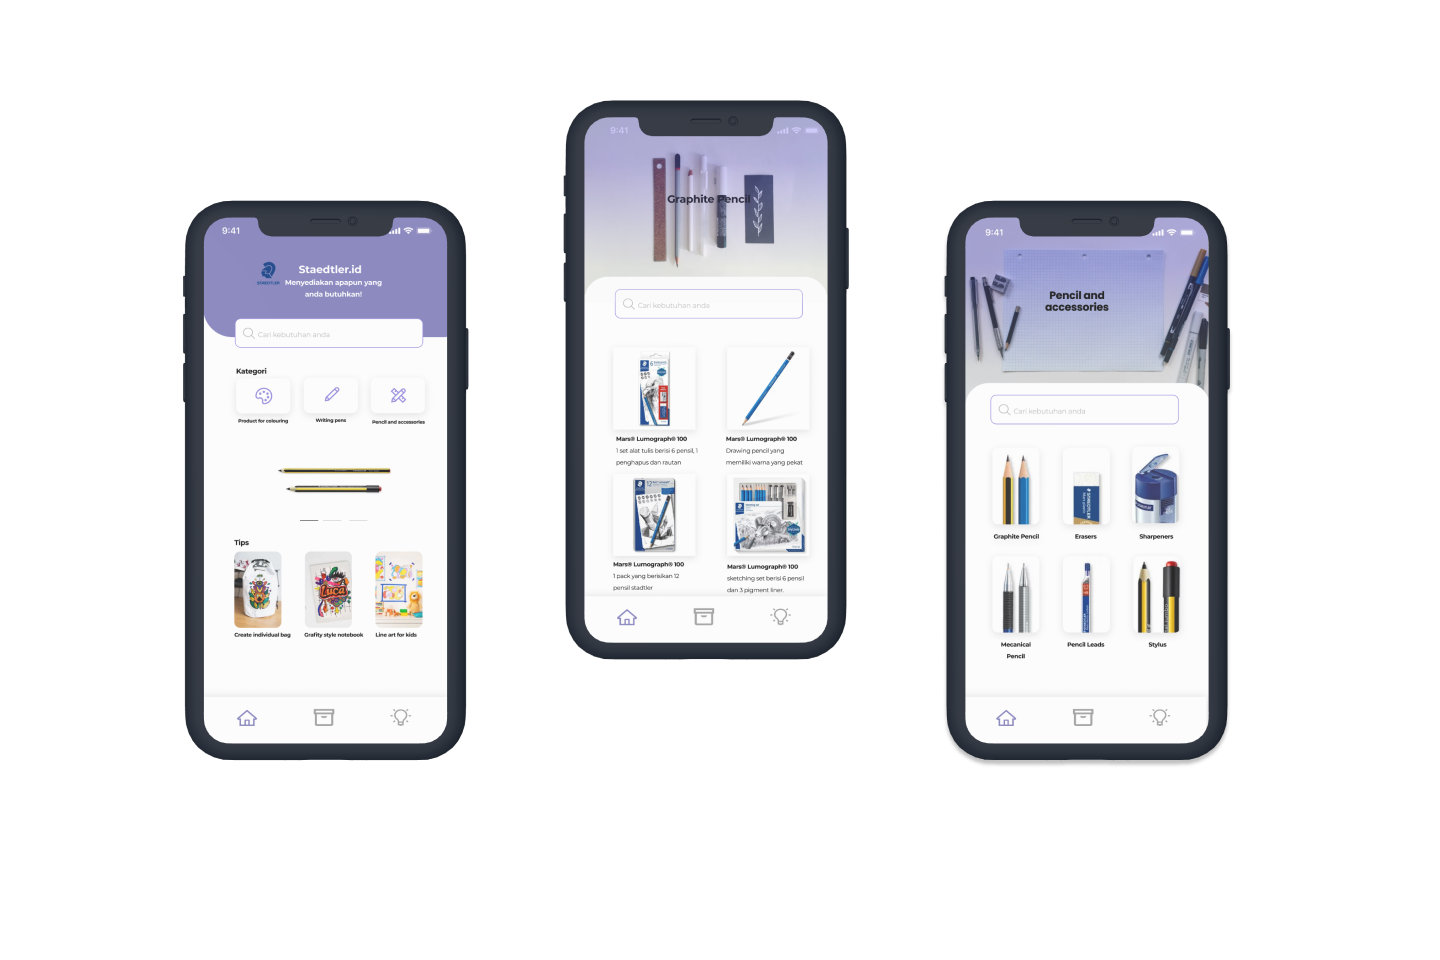 9:41
STAEDTLER
Staedtler.id
Menyediakan apapun yang
anda butuhkan!
Cari kebutuhan anda
Kategori
Product for colouring
Writing pens
Pencil and accessories
Tips
Luca
Create individual bag
Grafity style notebook
Line art for kids
9:41
Graphite Pencil
Cari kebutuhan anda
Mars® Lumograph® 100
1 set alat tulis berisi 6 pensil, 1
penghapus dan rautan
Mars® Lumograph® 100
Drawing pencil yang
memiliki warna yang pekat
12
Mars® Lumograph® 100
1 pack yang berisikan 12
pensil stadtler
Mars® Lumograph® 100
sketching set berisi 6 pensil
dan 3 pigment liner.
9:41
Pencil and
accessories
Cari kebutuhan anda
Graphite Pencil
STAEDTLER
Erasers
Sharpeners
Mecanical
Pencil
Pencil Leads
Stylus